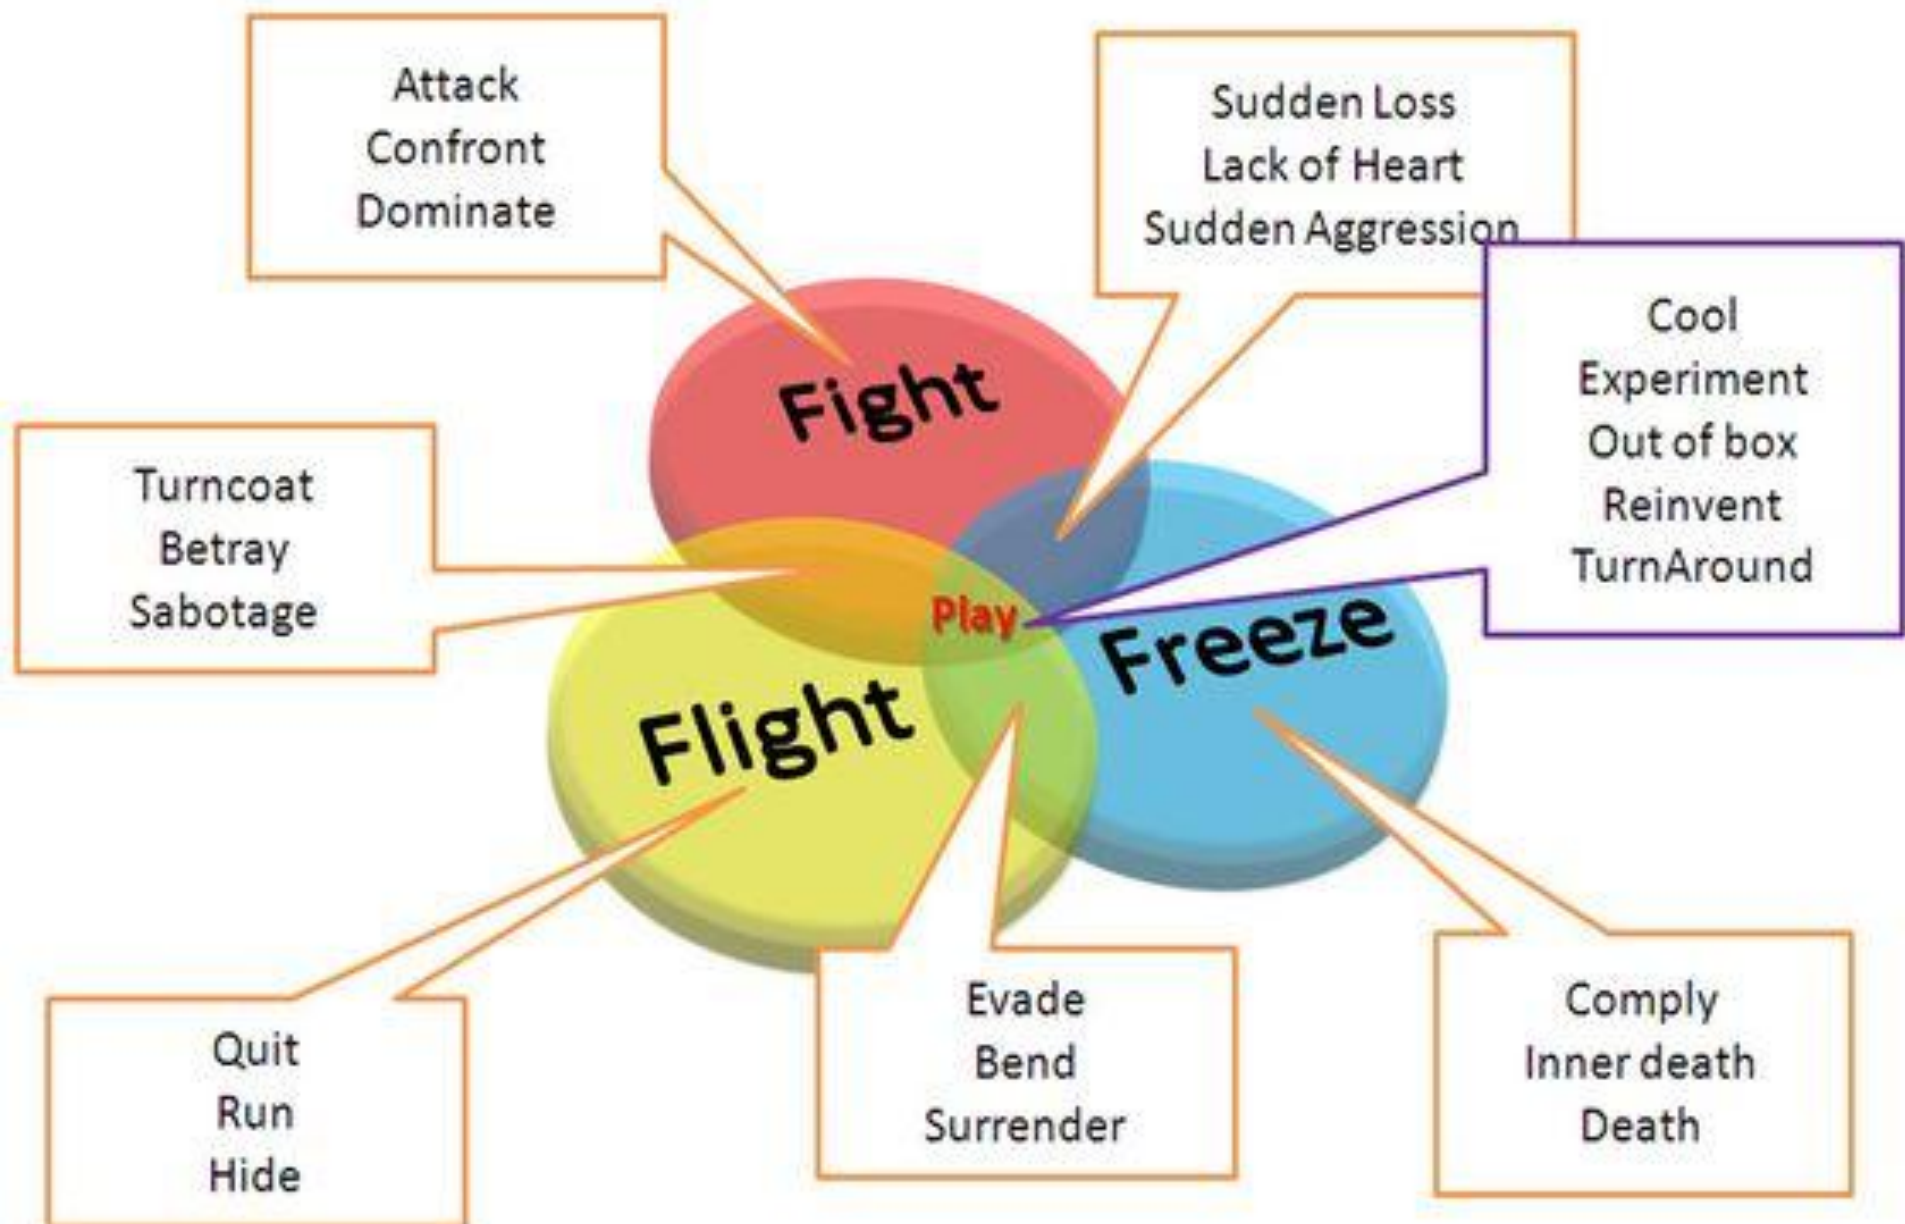 Attack
Confront
Dominate
Sudden Loss
Lack of Heart
Sudden Aggression
Cool
Experiment
Out of box
Reinvent
TurnAround
Fight
Turncoat
Betray
Sabotage
Play
Freeze
Flight
Quit
Run
Hide
Evade
Bend
Surrender
Comply
Inner death
Death